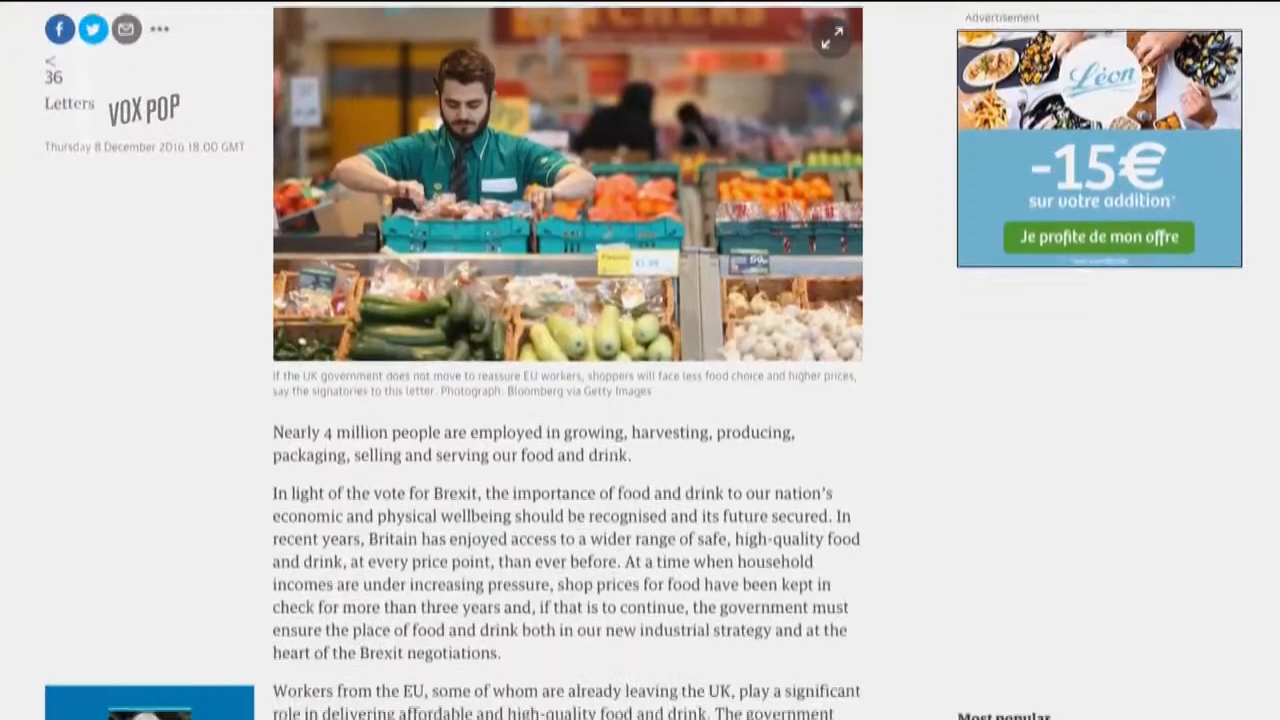 Advertisement
36
Letters
VOX POP
Thursday 8 December 2016 18.00 GMT
Léon
-15€
sur votre addition*
Je profite de mon offre
If the UK government does not move to reassure EU workers, shoppers will face less food choice and higher prices,
say the signatories to this letter. Photograph: Bloomberg via Getty Images
Nearly 4 million people are employed in growing, harvesting, producing,
packaging, selling and serving our food and drink.
In light of the vote for Brexit, the importance of food and drink to our nation's
economic and physical wellbeing should be recognised and its future secured. In
recent years, Britain has enjoyed access to a wider range of safe, high-quality food
and drink, at every price point, than ever before. At a time when household
incomes are under increasing pressure, shop prices for food have been kept in
check for more than three years and, if that is to continue, the government must
ensure the place of food and drink both in our new industrial strategy and at the
heart of the Brexit negotiations.
Workers from the EU, some of whom are already leaving the UK, play a significant
role in delivering affordable and high-quality food and drink. The government
Most popular